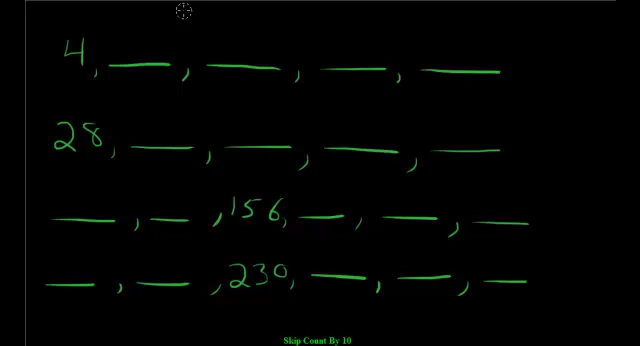 4, ___, ___, ___, ___
28, ___, ___, ___, ___
___, ___, 156, ___, ___, ___
___, ___, 230, ___, ___, ___
Skip Count By 10